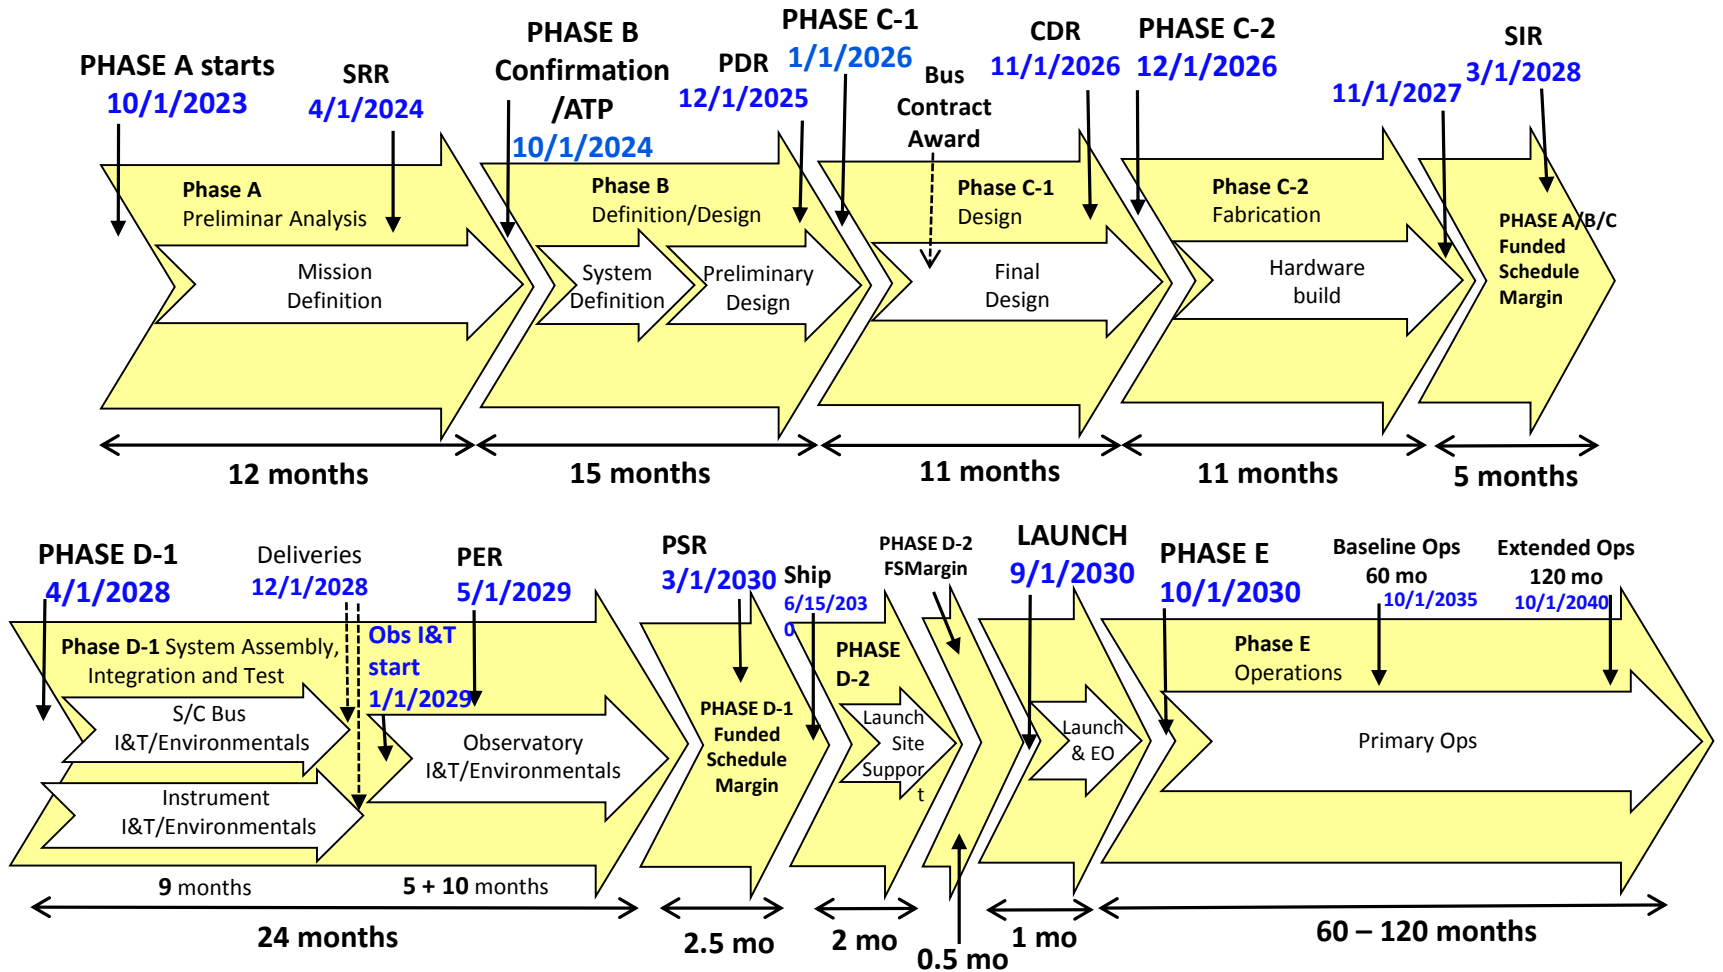 PHASE A starts
10/1/2023
SRR
4/1/2024
PHASE B
Confirmation
/ATP
10/1/2024
PDR
12/1/2025
PHASE C-1
1/1/2026
Bus
Contract
Award
CDR
11/1/2026
PHASE C-2
12/1/2026
11/1/2027
SIR
3/1/2028
Phase A
Preliminar Analysis
Mission
Definition
Phase B
Definition/Design
System
Definition
Preliminary
Design
Phase C-1
Design
Final
Design
Phase C-2
Fabrication
Hardware
build
PHASE A/B/C
Funded
Schedule
Margin
12 months
15 months
11 months
11 months
5 months
PHASE D-1
4/1/2028
Deliveries
12/1/2028
PER
5/1/2029
PSR
3/1/2030
Ship
6/15/203
0
PHASE D-2
FSMargin
LAUNCH
9/1/2030
PHASE E
10/1/2030
Baseline Ops
60 mo
10/1/2035
Extended Ops
120 mo
10/1/2040
Phase D-1 System Assembly,
Integration and Test
Obs I&T
start
1/1/2029
S/C Bus
I&T/Environmentals
Instrument
I&T/Environmentals
Observatory
I&T/Environmentals
PHASE D-1
Funded
Schedule
Margin
PHASE
D-2
Launch
Site
Suppor
t
Launch
& EO
Phase E
Operations
Primary Ops
9 months
5 + 10 months
24 months
2.5 mo
2 mo
0.5 mo
1 mo
60 – 120 months